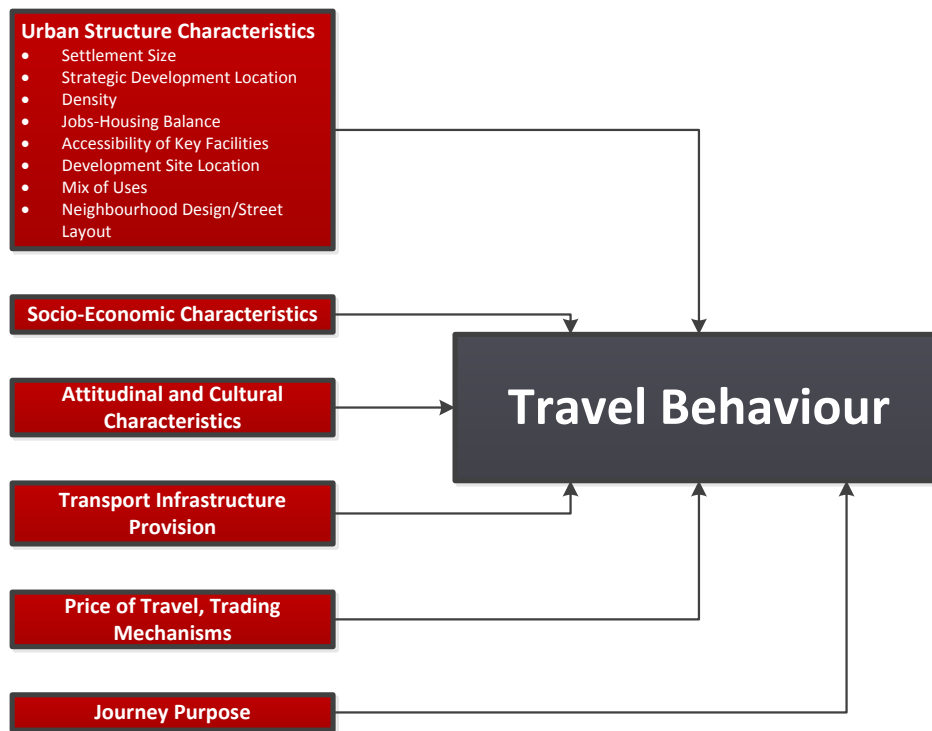 Urban Structure Characteristics
• Settlement Size
• Strategic Development Location
• Density
• Jobs-Housing Balance
• Accessibility of Key Facilities
• Development Site Location
• Mix of Uses
• Neighbourhood Design/Street
Layout
Socio-Economic Characteristics
Attitudinal and Cultural
Characteristics
Travel Behaviour
Transport Infrastructure
Provision
Price of Travel, Trading
Mechanisms
Journey Purpose